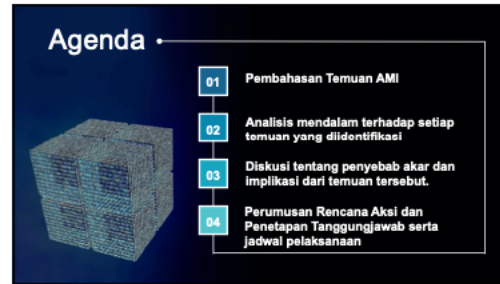 Agenda
01
Pembahasan Temuan AMI
02
Analisis mendalam terhadap setiap
temuan yang diidentifikasi
03
Diskusi tentang penyebab akar dan
implikasi dari temuan tersebut.
04
Perumusan Rencana Aksi dan
Penetapan Tanggungjawab serta
jadwal pelaksanaan